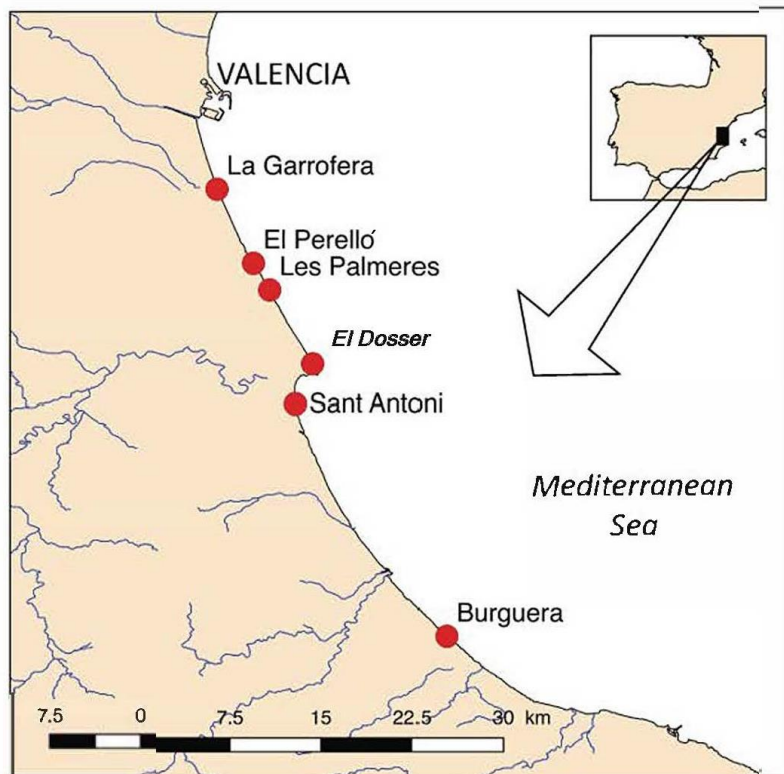 VALENCIA
La Garrofera
El Perelló
Les Palmeres
El Dosser
Sant Antoni
Mediterranean
Sea
Burguera
7.5 0 7.5 15 22.5 30 km